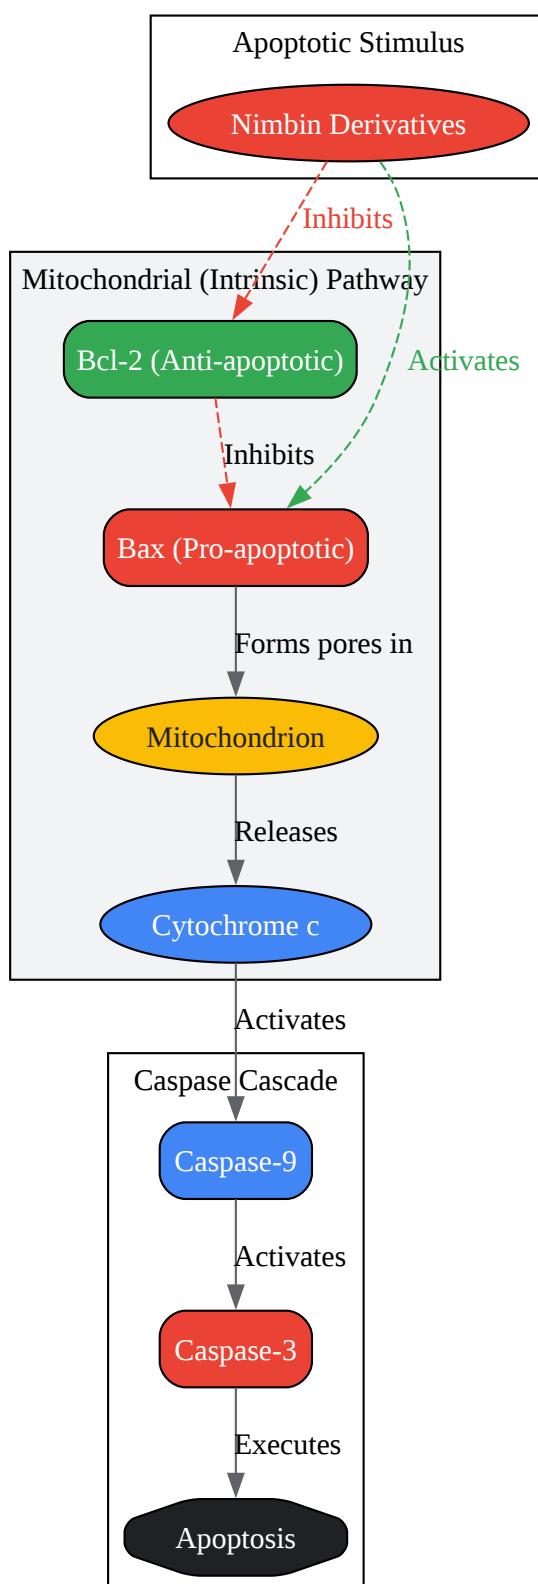 Apoptotic Stimulus
Nimbin Derivatives
Inhibits
Mitochondrial (Intrinsic) Pathway
Bcl-2 (Anti-apoptotic)
Activates
Inhibits
Bax (Pro-apoptotic)
Forms pores in
Mitochondrion
Releases
Cytochrome c
Activates
Caspase Cascade
Caspase-9
Activates
Caspase-3
Executes
Apoptosis